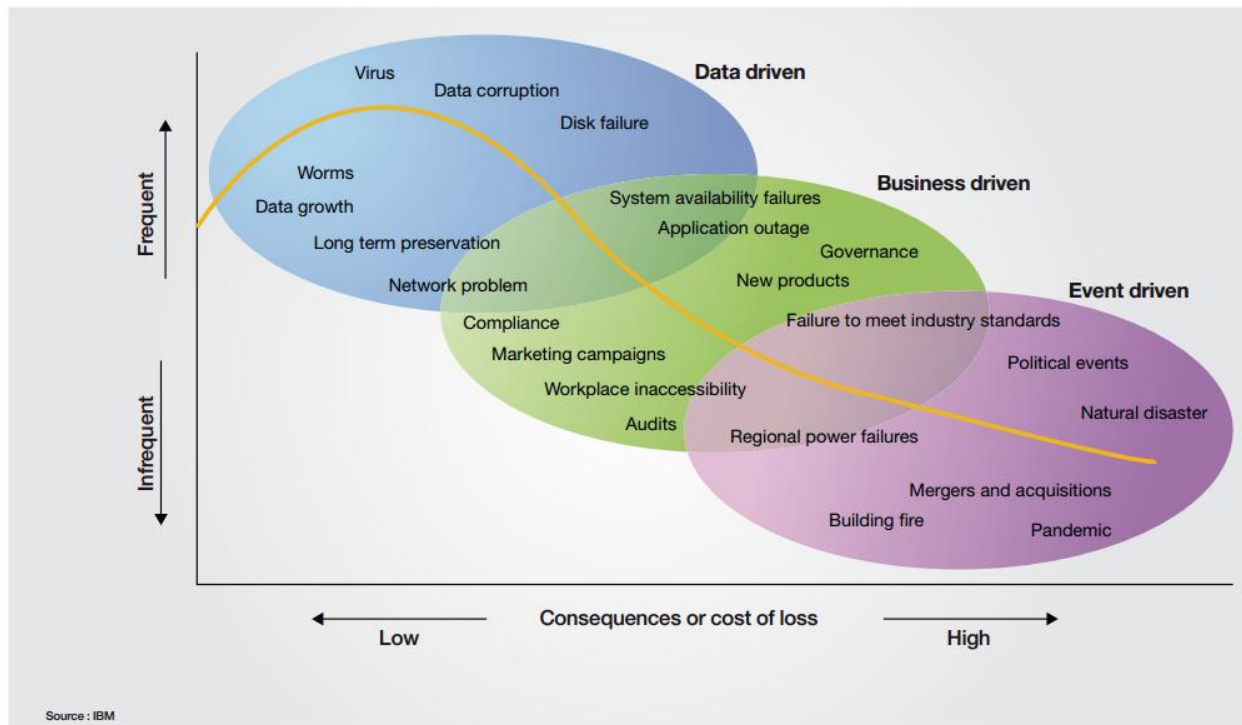 Virus
Data driven
Data corruption
Disk failure
Worms
Data growth
Long term preservation
Network problem
Business driven
System availability failures
Application outage
Governance
New products
Compliance
Marketing campaigns
Workplace inaccessibility
Audits
Event driven
Failure to meet industry standards
Political events
Natural disaster
Regional power failures
Mergers and acquisitions
Building fire
Pandemic
Frequent
Infrequent
Consequences or cost of loss
Low
High
Source : IBM